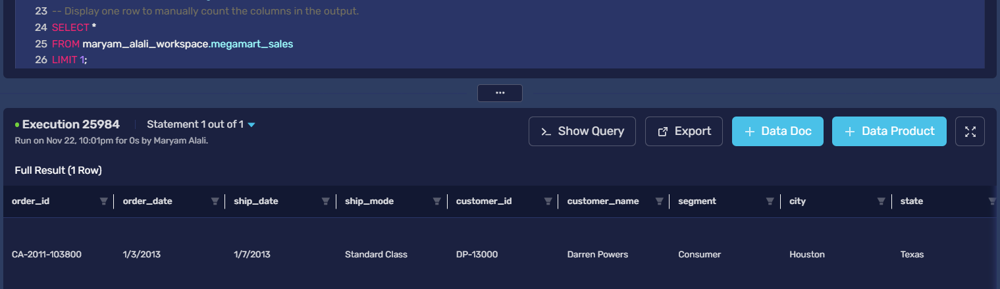 23 -- Display one row to manually count the columns in the output.
24 SELECT *
25 FROM maryam_alali_workspace.megamart_sales
26 LIMIT 1;
...
Execution 25984 Statement 1 out of 1
Run on Nov 22, 10:01pm for 0s by Maryam Alali.
>_ Show Query Export + Data Doc + Data Product
Full Result (1 Row)
order_id order_date ship_date ship_mode customer_id customer_name segment city state
CA-2011-103800 1/3/2013 1/7/2013 Standard Class DP-13000 Darren Powers Consumer Houston Texas